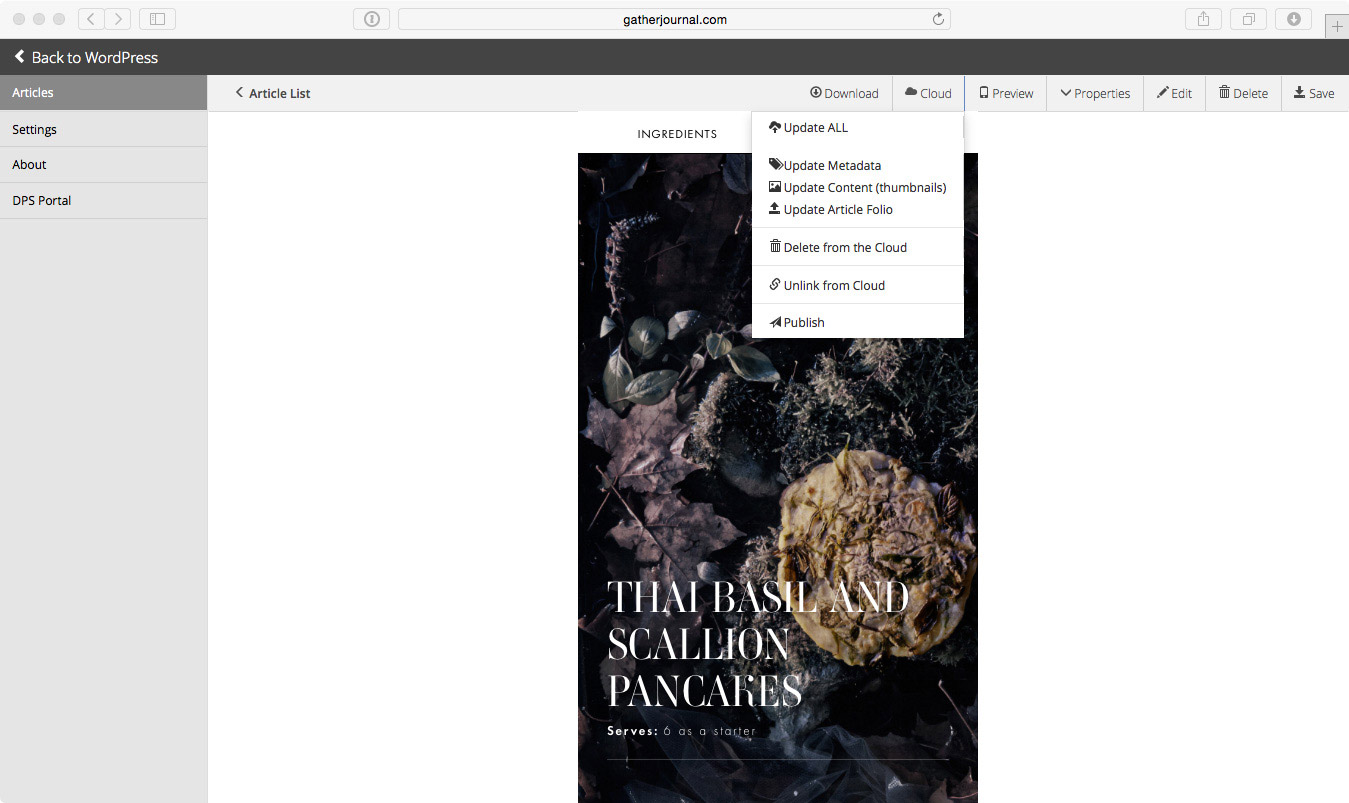 gatherjournal.com
Back to WordPress
Articles
Settings
About
DPS Portal
Article List
Download
Cloud
Preview
Properties
Edit
Delete
Save
Update ALL
Update Metadata
Update Content (thumbnails)
Update Article Folio
Delete from the Cloud
Unlink from Cloud
Publish
INGREDIENTS
THAI BASIL AND
SCALLION
PANCAKES
Serves: 6 as a starter